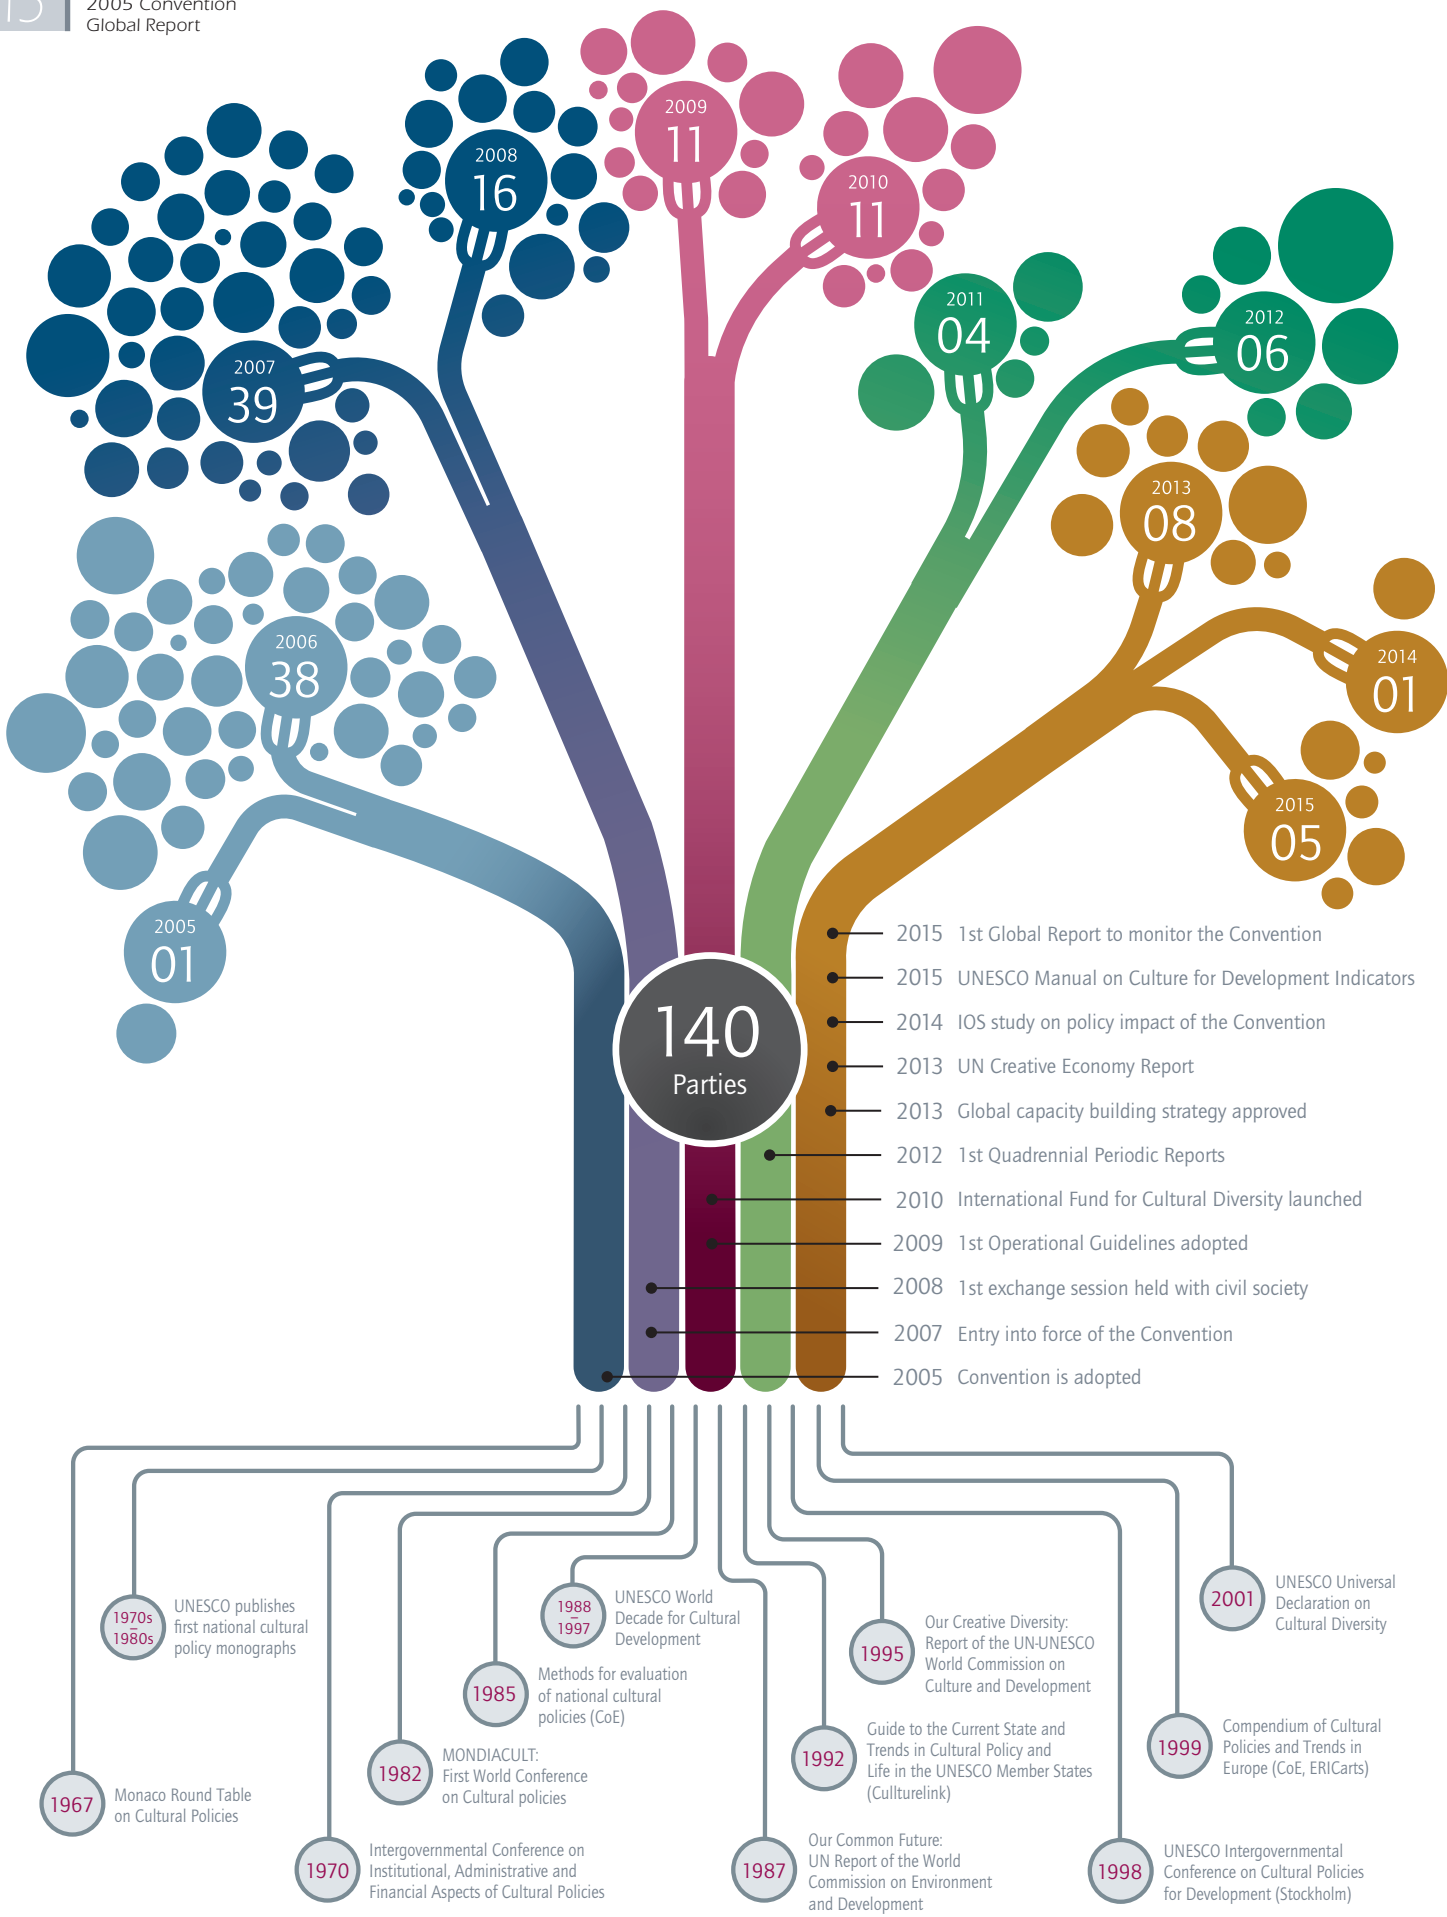 15
2005 Convention
Global Report
2009
11
2008
16
2010
11
2011
04
2012
06
2007
39
2013
08
2006
38
2014
01
2015
05
2005
01
140
Parties
2015 1st Global Report to monitor the Convention
2015 UNESCO Manual on Culture for Development Indicators
2014 IOS study on policy impact of the Convention
2013 UN Creative Economy Report
2013 Global capacity building strategy approved
2012 1st Quadrennial Periodic Reports
2010 International Fund for Cultural Diversity launched
2009 1st Operational Guidelines adopted
2008 1st exchange session held with civil society
2007 Entry into force of the Convention
2005 Convention is adopted
1967
Monaco Round Table
on Cultural Policies
1970s
–
1980s
UNESCO publishes
first national cultural
policy monographs
1970
Intergovernmental Conference on
Institutional, Administrative and
Financial Aspects of Cultural Policies
1982
MONDIACULT:
First World Conference
on Cultural policies
1985
Methods for evaluation
of national cultural
policies (CoE)
1988
–
1997
UNESCO World
Decade for Cultural
Development
1987
Our Common Future:
UN Report of the World
Commission on Environment
and Development
1992
Guide to the Current State and
Trends in Cultural Policy and
Life in the UNESCO Member States
(Cullturelink)
1995
Our Creative Diversity:
Report of the UN-UNESCO
World Commission on
Culture and Development
1998
UNESCO Intergovernmental
Conference on Cultural Policies
for Development (Stockholm)
1999
Compendium of Cultural
Policies and Trends in
Europe (CoE, ERICarts)
2001
UNESCO Universal
Declaration on
Cultural Diversity